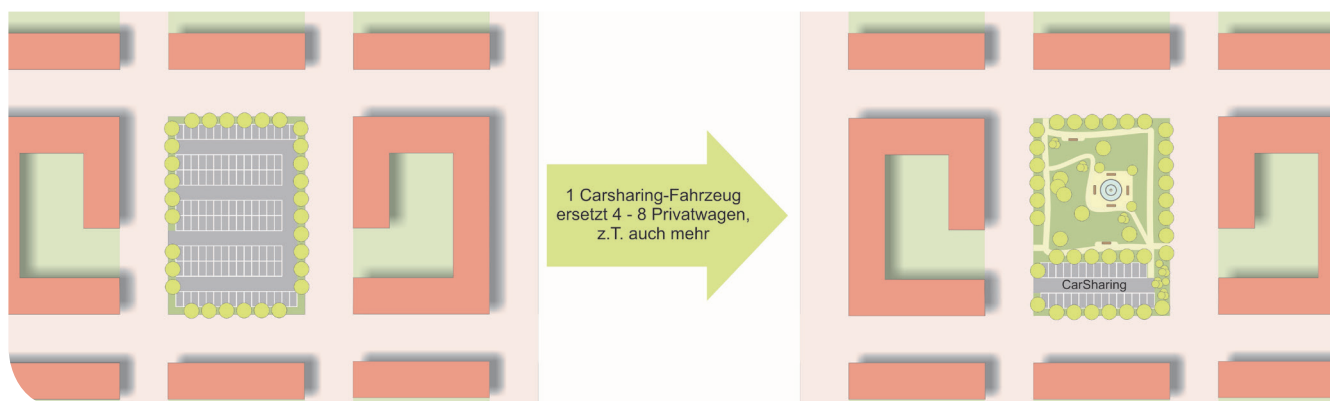 1 Carsharing-Fahrzeug
ersetzt 4 - 8 Privatwagen,
z.T. auch mehr
CarSharing